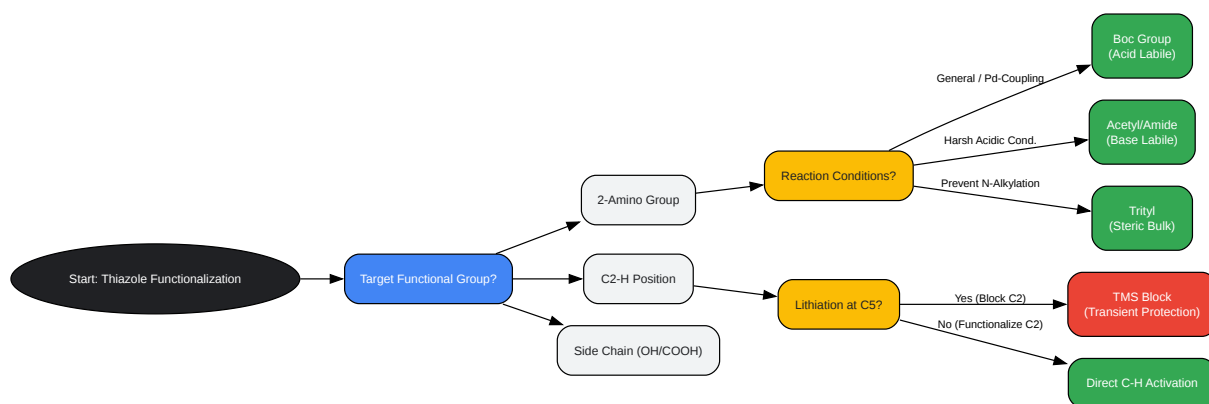 Boc Group
(Acid Labile)
General / Pd-Coupling
Acetyl/Amide
(Base Labile)
Harsh Acidic Cond.
Reaction Conditions?
Prevent N-Alkylation
2-Amino Group
Trityl
(Steric Bulk)
Start: Thiazole Functionalization
Target Functional Group?
C2-H Position
Lithiation at C5?
Yes (Block C2)
TMS Block
(Transient Protection)
No (Functionalize C2)
Side Chain (OH/COOH)
Direct C-H Activation